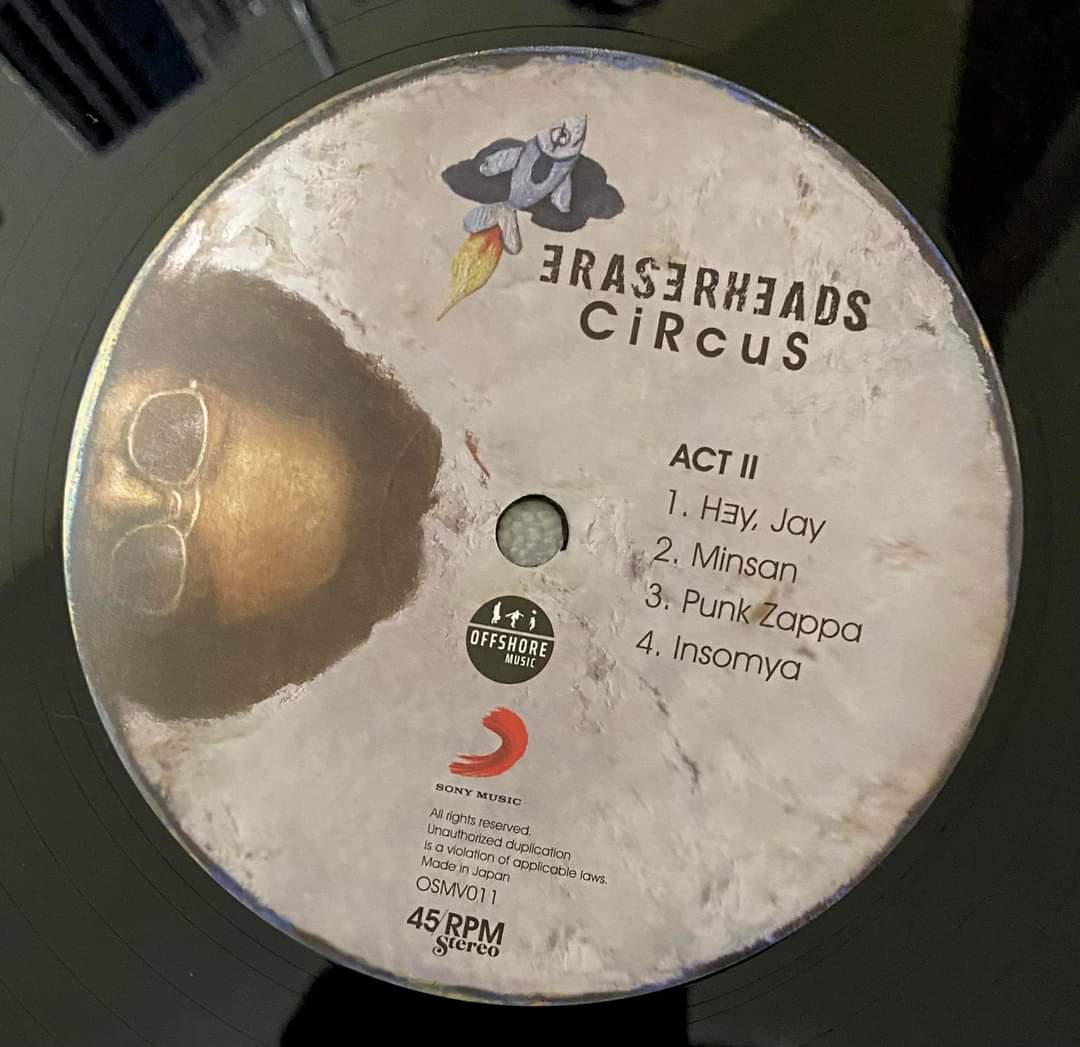 ƎRASƎRHƎADS
CiRcuS
ACT II
1. HƎy, Jay
2. Minsan
3. Punk Zappa
4. Insomya
OFFSHORE
MUSIC
SONY MUSIC
All rights reserved.
Unauthorized duplication
is a violation of applicable laws.
Made in Japan
OSMV011
45/RPM
Stereo